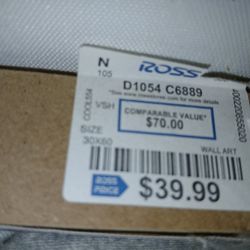 N
105
ROSS
D1054 C6889
*See www.rossstores.com for more details
COOL554
VSH
COMPARABLE VALUE*
$70.00
SIZE
30X60
WALL ART
ROSS
PRICE
$39.99